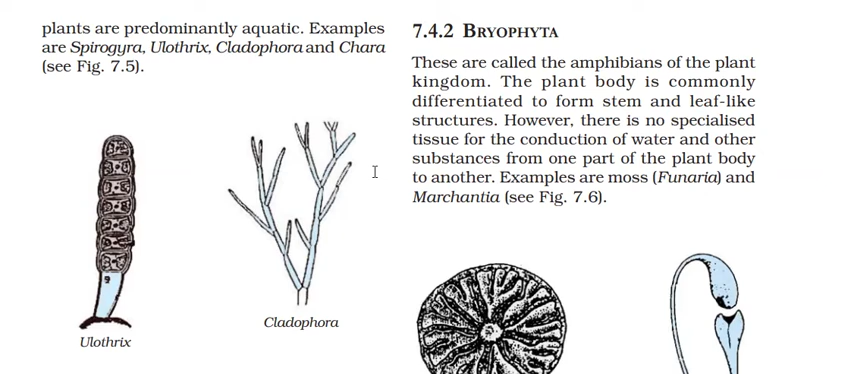 plants are predominantly aquatic. Examples
are Spirogyra, Ulothrix, Cladophora and Chara
(see Fig. 7.5).
Ulothrix
Cladophora
7.4.2 BRYOPHYTA
These are called the amphibians of the plant
kingdom. The plant body is commonly
differentiated to form stem and leaf-like
structures. However, there is no specialised
tissue for the conduction of water and other
substances from one part of the plant body
to another. Examples are moss (Funaria) and
Marchantia (see Fig. 7.6).